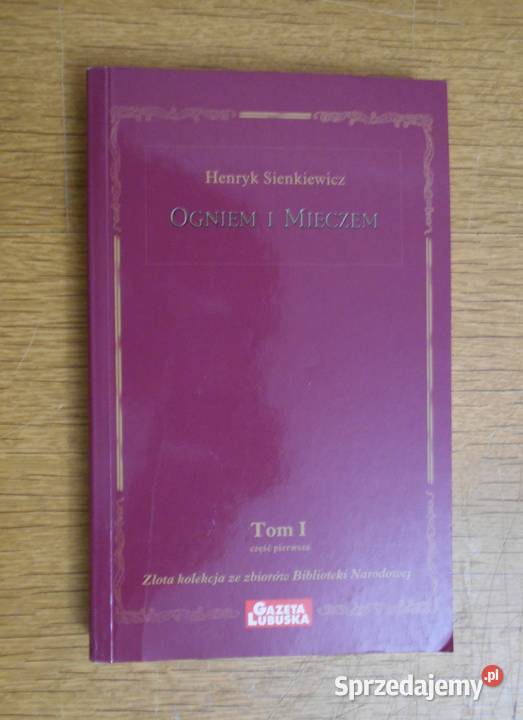 Henryk Sienkiewicz
OGNIEM I MIECZEM
Tom I
część pierwsza
Złota kolekcja ze zbiorów Biblioteki Narodowej
GAZETA
LUBUSKA
Sprzedajemy.pl